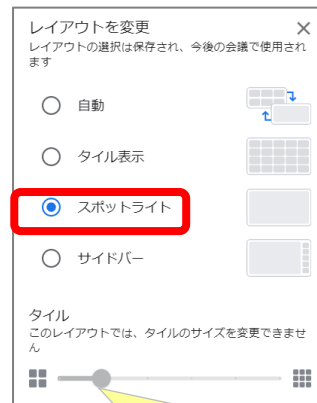 レイアウトを変更
レイアウトの選択は保存され、今後の会議で使用され
ます
自動
タイル表示
スポットライト
サイドバー
タイル
このレイアウトでは、タイルのサイズを変更できませ
ん